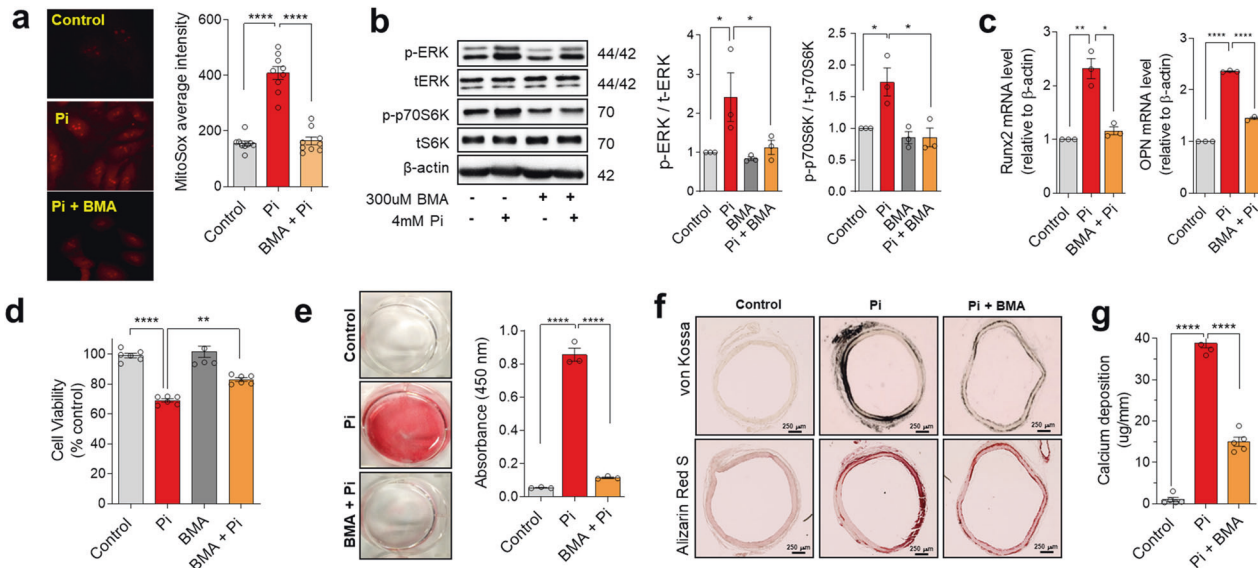 a
Control
Pi
Pi + BMA
MitoSox average intensity
600
400
200
0
****
****
Control
Pi
BMA + Pi
b
p-ERK
44/42
tERK
44/42
p-p70S6K
70
tS6K
70
β-actin
42
300uM BMA
- - + +
4mM Pi
- + - +
p-ERK / t-ERK
6
4
2
0
*
*
Control
Pi
BMA
Pi + BMA
p-p70S6K / t-p70S6K
2.5
2.0
1.5
1.0
0.5
0.0
*
*
Control
Pi
BMA
Pi + BMA
c
Runx2 mRNA level
(relative to β-actin)
3
2
1
0
**
*
Control
Pi
BMA + Pi
OPN mRNA level
(relative to β-actin)
3
2
1
0
****
****
Control
Pi
BMA + Pi
d
Cell Viability
(% control)
100
80
60
40
20
0
****
**
Control
Pi
BMA
BMA + Pi
e
Control
Pi
BMA + Pi
Absorbance (450 nm)
1.0
0.8
0.6
0.4
0.2
0.0
****
****
Control
Pi
BMA + Pi
f
Control
Pi
Pi + BMA
von Kossa
250 µm
250 µm
250 µm
Alizarin Red S
250 µm
250 µm
250 µm
g
Calcium deposition
(ug/mm)
40
30
20
10
0
****
****
Control
Pi
Pi + BMA